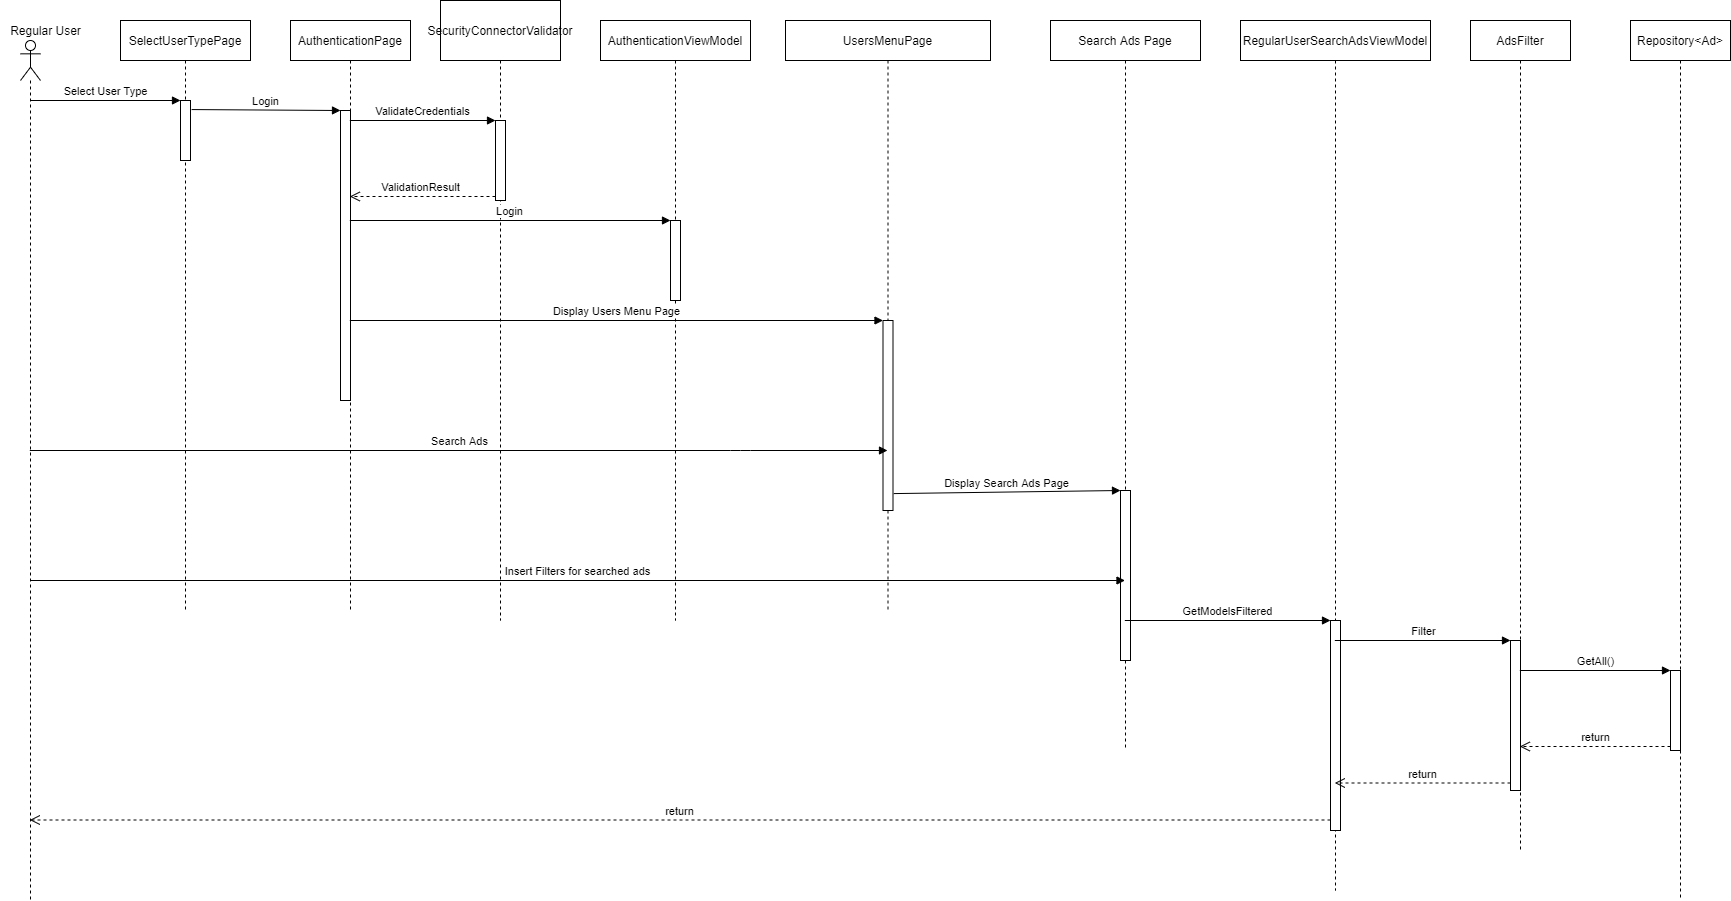 Regular User
SelectUserTypePage
AuthenticationPage
SecurityConnectorValidator
AuthenticationViewModel
UsersMenuPage
Search Ads Page
RegularUserSearchAdsViewModel
AdsFilter
Repository<Ad>
Select User Type
Login
ValidateCredentials
ValidationResult
Login
Display Users Menu Page
Search Ads
Display Search Ads Page
Insert Filters for searched ads
GetModelsFiltered
Filter
GetAll()
return
return
return